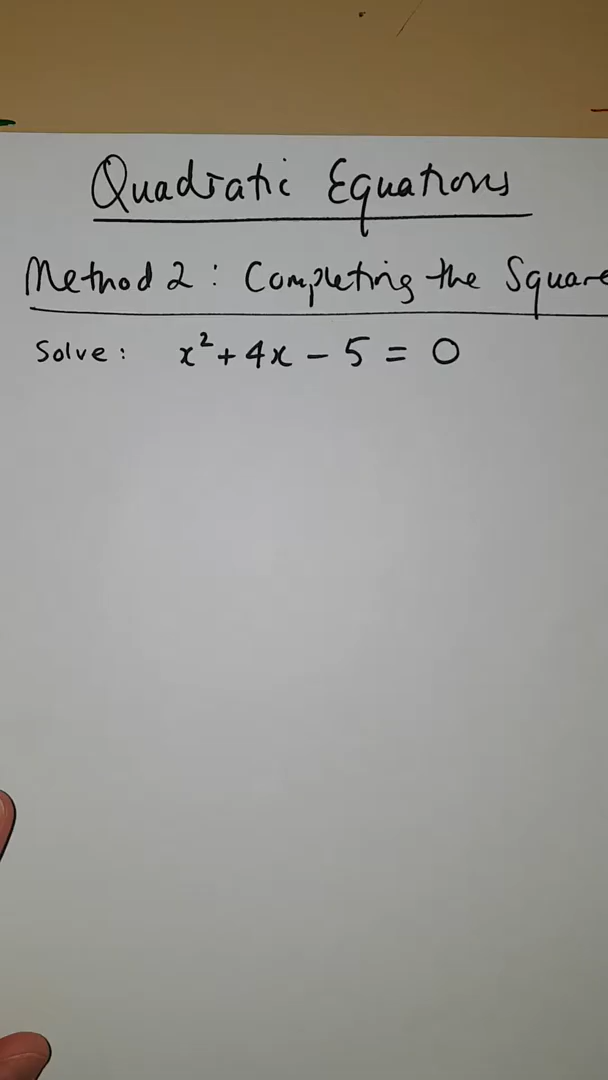 Quadratic Equations
Method 2 : Completing the Square
Solve : x² + 4x - 5 = 0